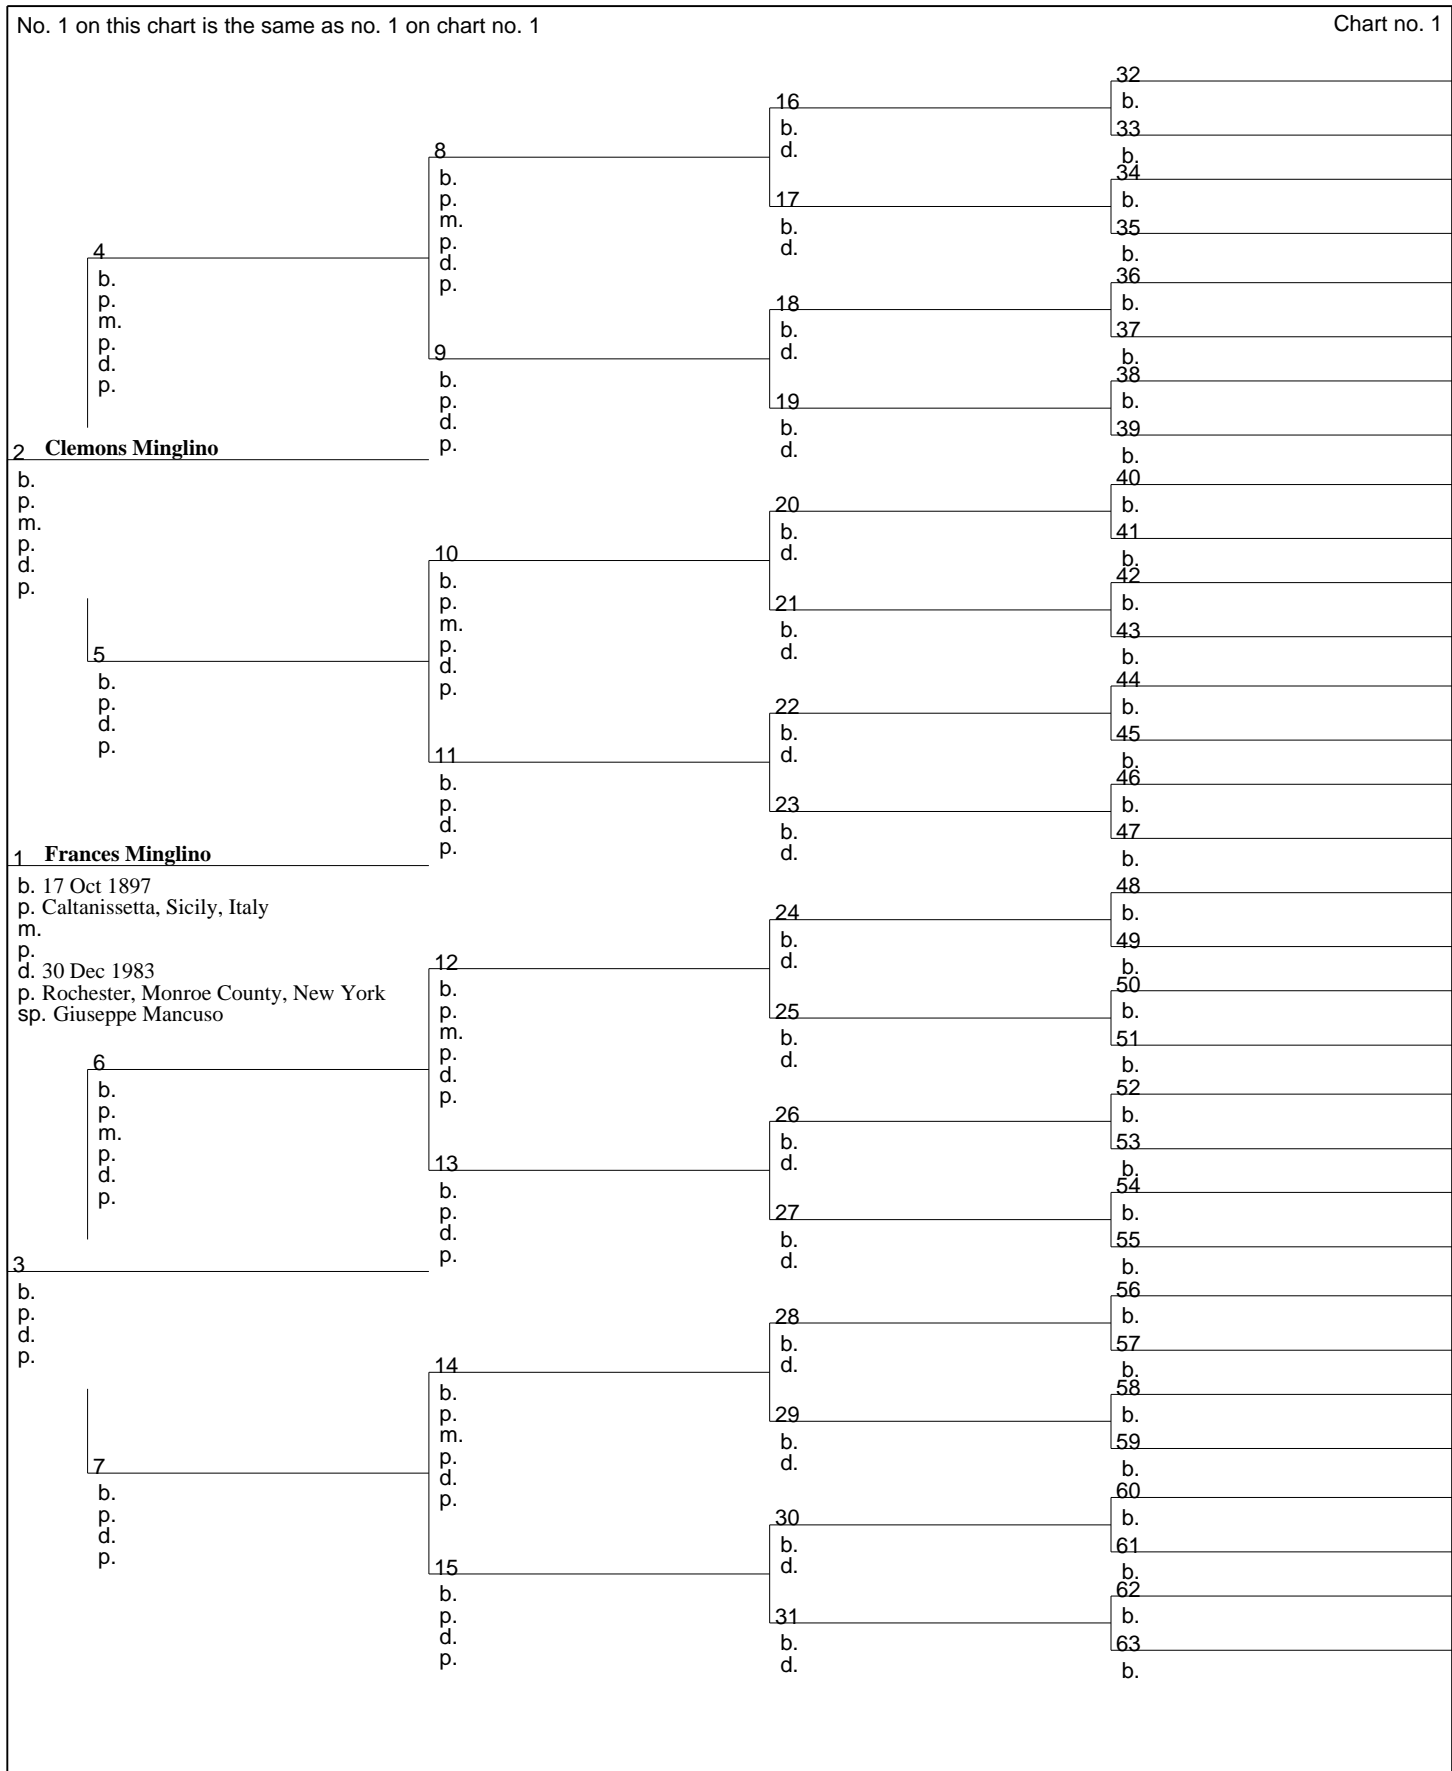 No. 1 on this chart is the same as no. 1 on chart no. 1
Chart no. 1
4
b.
p.
m.
p.
d.
p.
2 Clemons Minglino
b.
p.
m.
p.
d.
p.
5
b.
p.
d.
p.
1 Frances Minglino
b. 17 Oct 1897
p. Caltanissetta, Sicily, Italy
m.
p.
d. 30 Dec 1983
p. Rochester, Monroe County, New York
sp. Giuseppe Mancuso
6
b.
p.
m.
p.
d.
p.
3
b.
p.
d.
p.
7
b.
p.
d.
p.
8
b.
p.
m.
p.
d.
p.
9
b.
p.
d.
p.
10
b.
p.
m.
p.
d.
p.
11
b.
p.
d.
p.
12
b.
p.
m.
p.
d.
p.
13
b.
p.
d.
p.
14
b.
p.
m.
p.
d.
p.
15
b.
p.
d.
p.
16
b.
d.
17
b.
d.
18
b.
d.
19
b.
d.
20
b.
d.
21
b.
d.
22
b.
d.
23
b.
d.
24
b.
d.
25
b.
d.
26
b.
d.
27
b.
d.
28
b.
d.
29
b.
d.
30
b.
d.
31
b.
d.
32
b.
33
b.
34
b.
35
b.
36
b.
37
b.
38
b.
39
b.
40
b.
41
b.
42
b.
43
b.
44
b.
45
b.
46
b.
47
b.
48
b.
49
b.
50
b.
51
b.
52
b.
53
b.
54
b.
55
b.
56
b.
57
b.
58
b.
59
b.
60
b.
61
b.
62
b.
63
b.